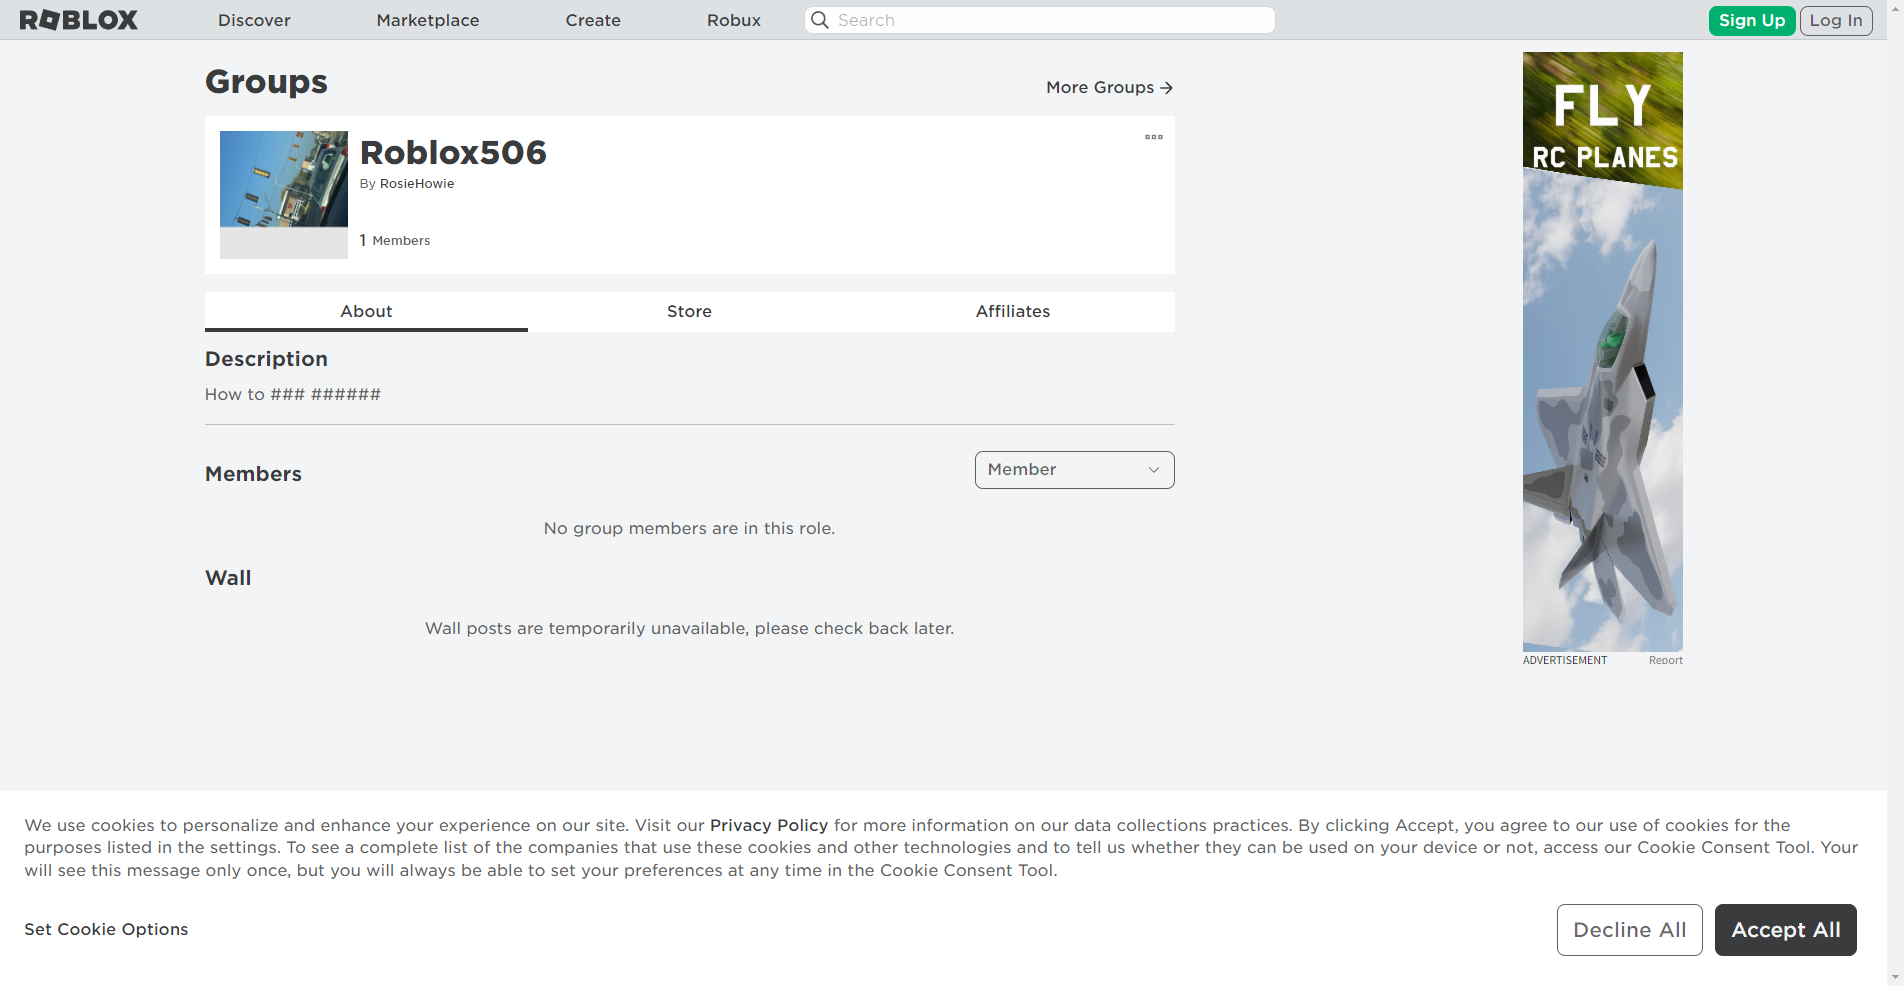 ROBLOX
Discover
Marketplace
Create
Robux
Search
Sign Up
Log In
Groups
More Groups
Roblox506
By RosieHowie
1 Members
About
Store
Affiliates
Description
How to ### ######
Members
Member
No group members are in this role.
Wall
Wall posts are temporarily unavailable, please check back later.
FLY
RC PLANES
ADVERTISEMENT
Report
We use cookies to personalize and enhance your experience on our site. Visit our Privacy Policy for more information on our data collections practices. By clicking Accept, you agree to our use of cookies for the
purposes listed in the settings. To see a complete list of the companies that use these cookies and other technologies and to tell us whether they can be used on your device or not, access our Cookie Consent Tool. Your
will see this message only once, but you will always be able to set your preferences at any time in the Cookie Consent Tool.
Set Cookie Options
Decline All
Accept All